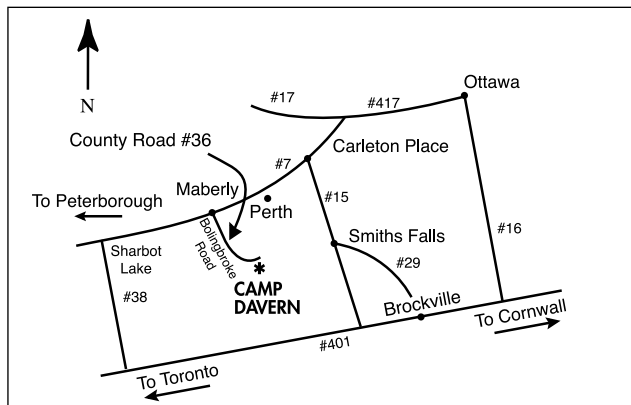 Ottawa
#17
#417
N
County Road #36
#7
Carleton Place
Maberly
To Peterborough
Perth
#15
Bolingbroke
Road
Sharbot
Lake
Smiths Falls
#16
#29
*
CAMP
DAVERN
#38
Brockville
To Cornwall
#401
To Toronto